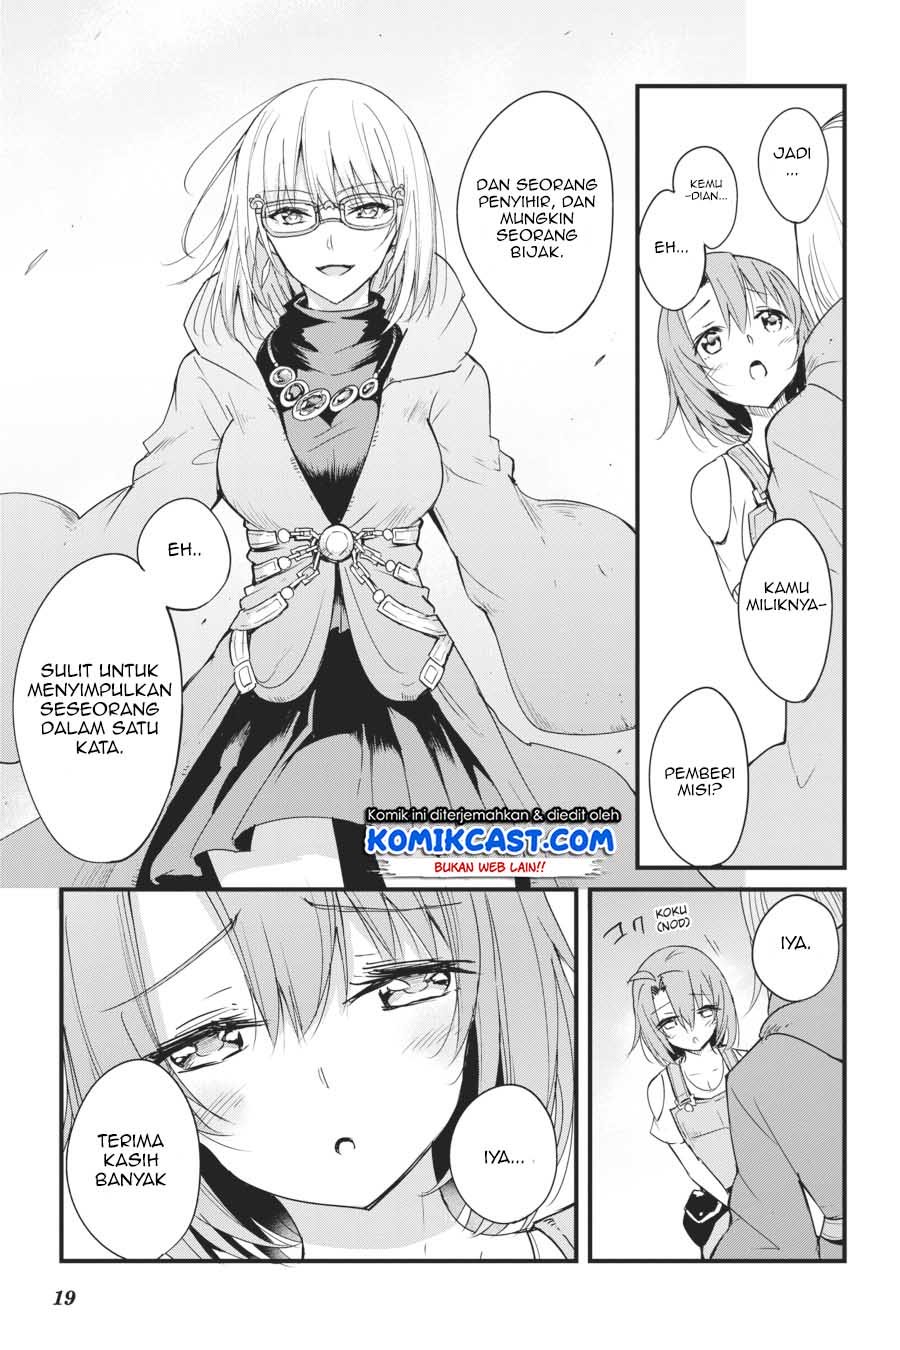 JADI
...
KEMU
-DIAN...
EH...
KAMU
MILIKNYA-
PEMBERI
MISI?
DAN SEORANG
PENYIHIR, DAN
MUNGKIN
SEORANG
BIJAK.
EH..
SULIT UNTUK
MENYIMPULKAN
SESEORANG
DALAM SATU
KATA.
Komik ini diterjemahkan & diedit oleh
KOMIKCAST.COM
BUKAN WEB LAIN!!
IYA.
コク
KOKU
(NOD)
IYA...
TERIMA
KASIH
BANYAK
19